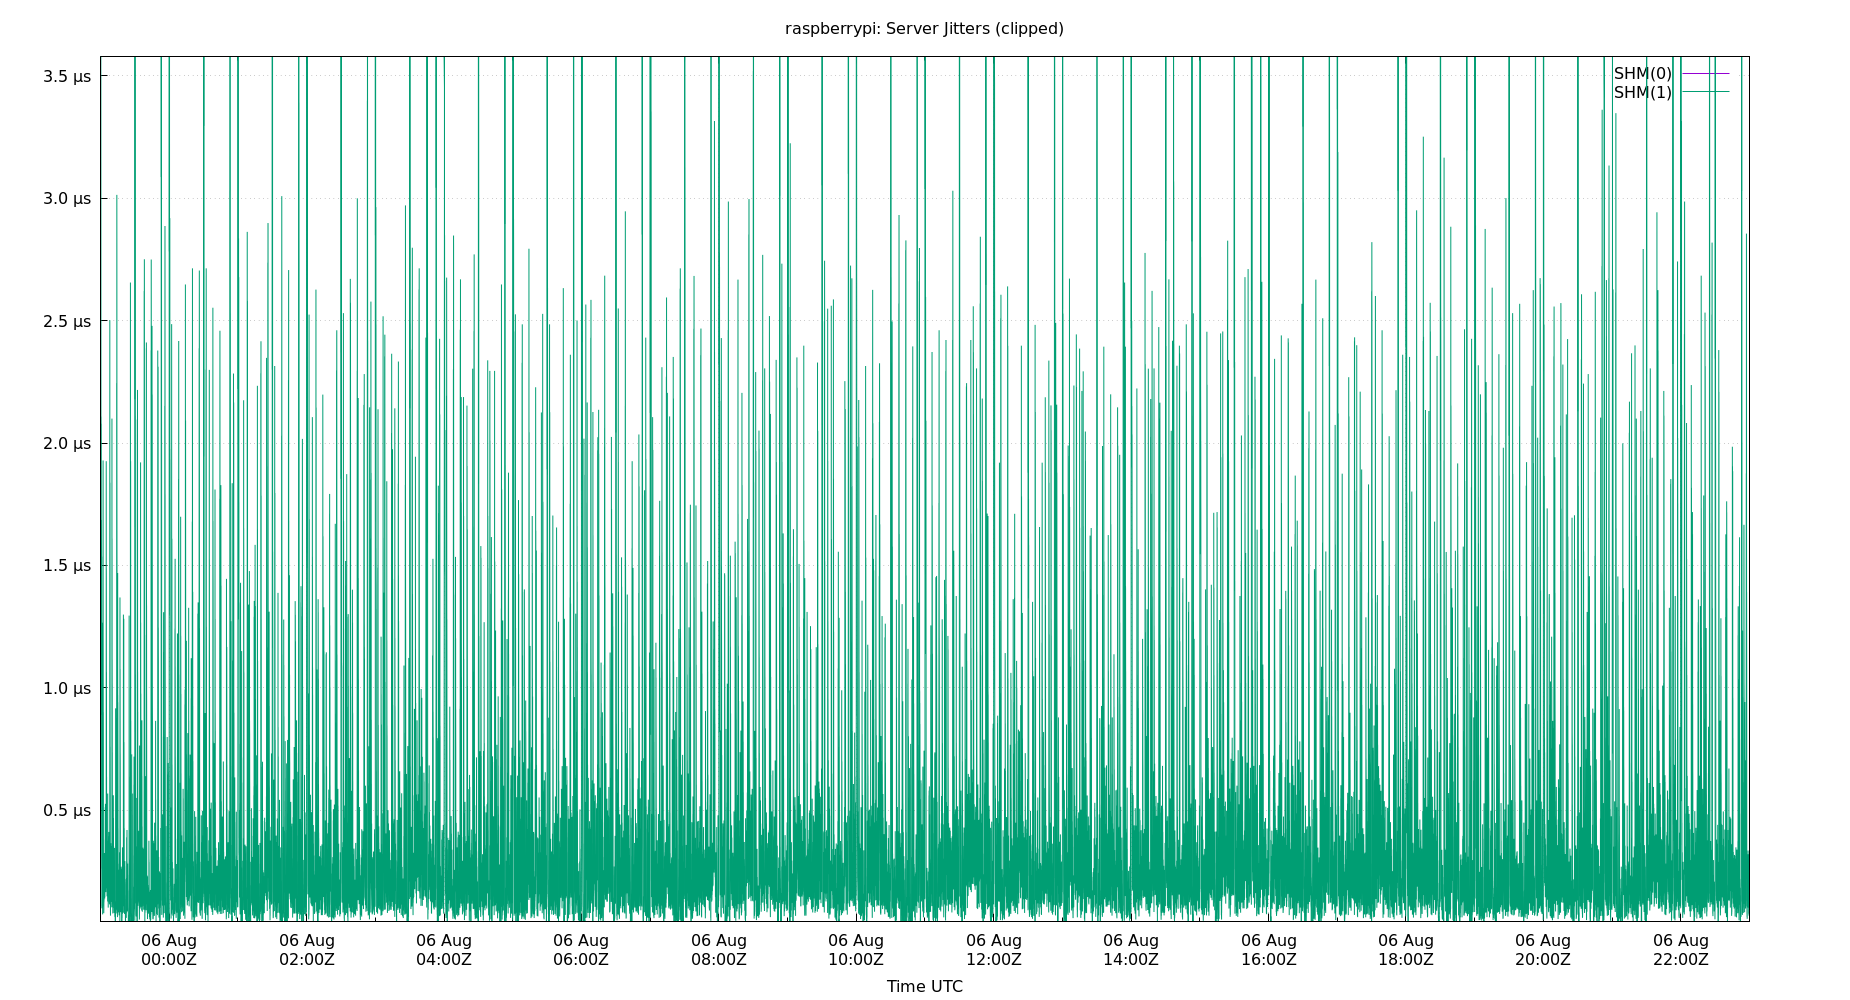 raspberrypi: Server Jitters (clipped)
3.5 µs
3.0 µs
2.5 µs
2.0 µs
1.5 µs
1.0 µs
0.5 µs
SHM(0)
SHM(1)
06 Aug 06 Aug 06 Aug 06 Aug 06 Aug 06 Aug 06 Aug 06 Aug 06 Aug 06 Aug 06 Aug 06 Aug
00:00Z 02:00Z 04:00Z 06:00Z 08:00Z 10:00Z 12:00Z 14:00Z 16:00Z 18:00Z 20:00Z 22:00Z
Time UTC